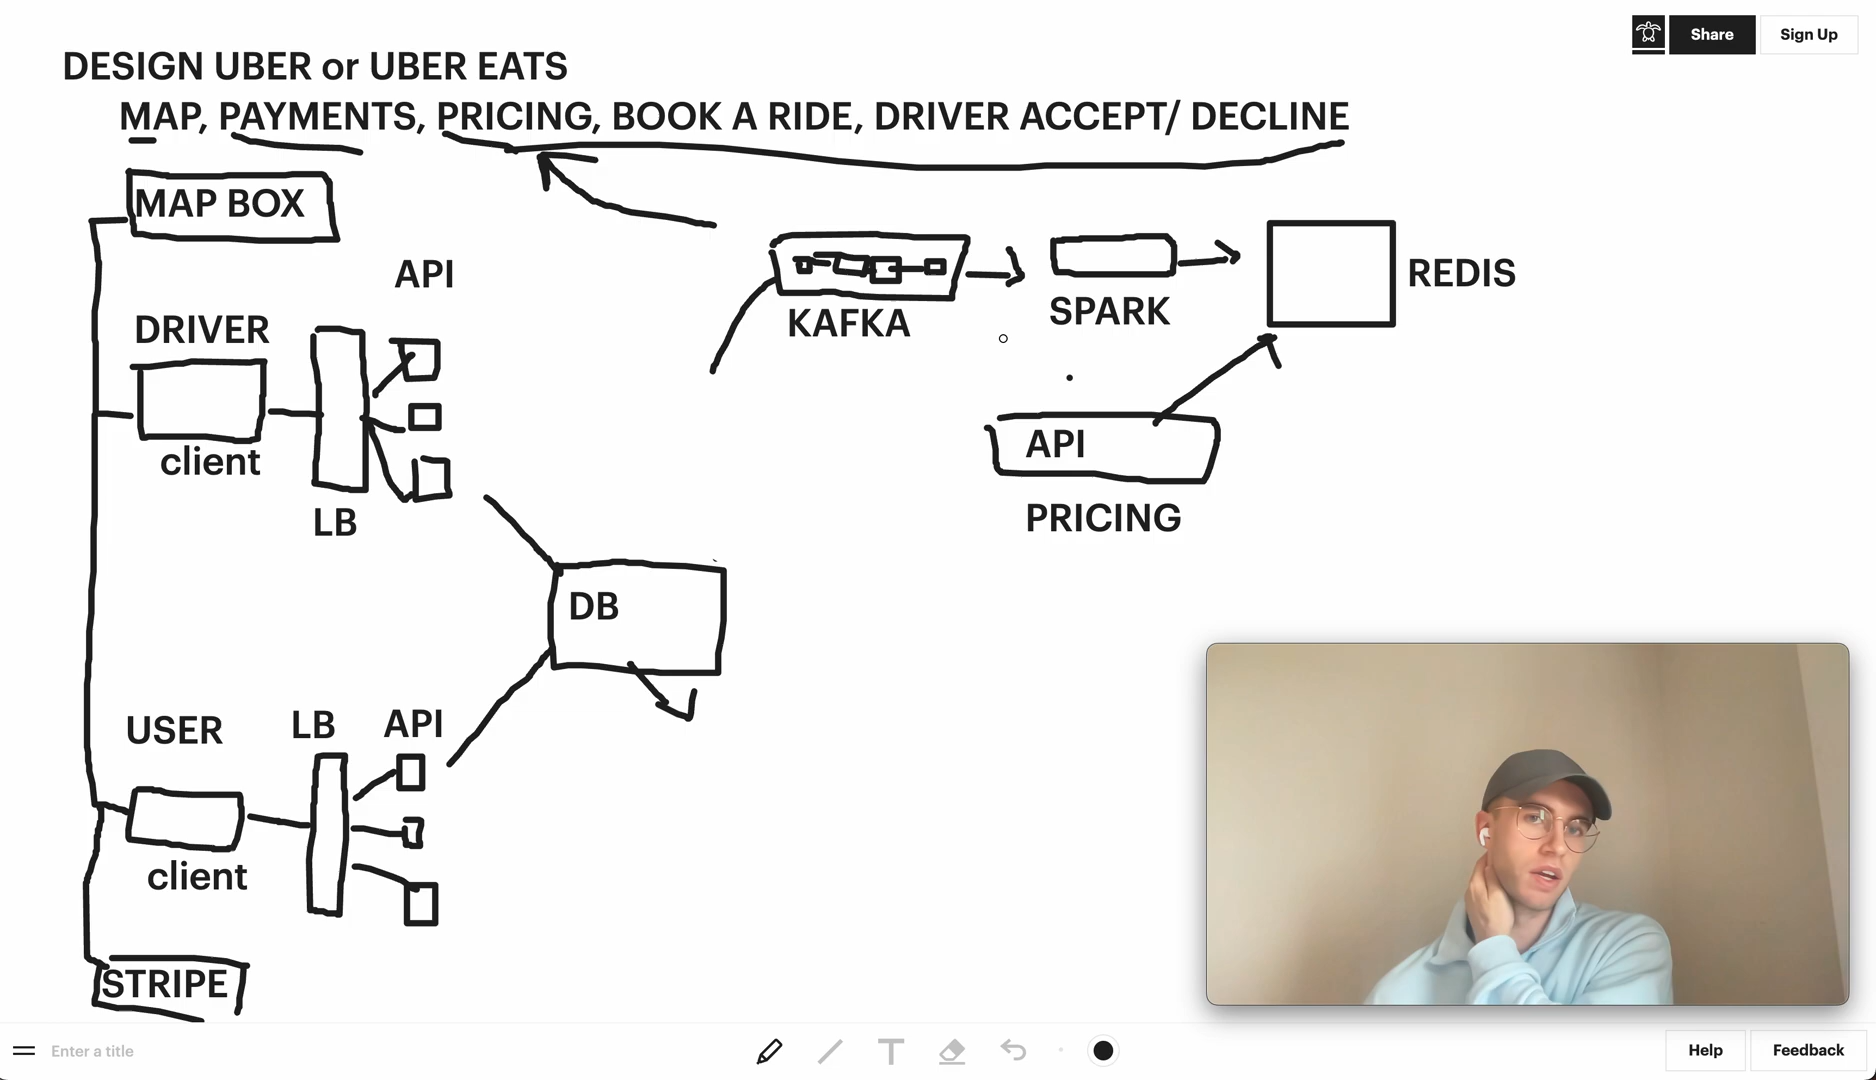 Share
Sign Up
DESIGN UBER or UBER EATS
MAP, PAYMENTS, PRICING, BOOK A RIDE, DRIVER ACCEPT/ DECLINE
MAP BOX
API
KAFKA
SPARK
REDIS
DRIVER
client
LB
API
PRICING
DB
USER
LB
API
client
STRIPE
Enter a title
T
Help
Feedback